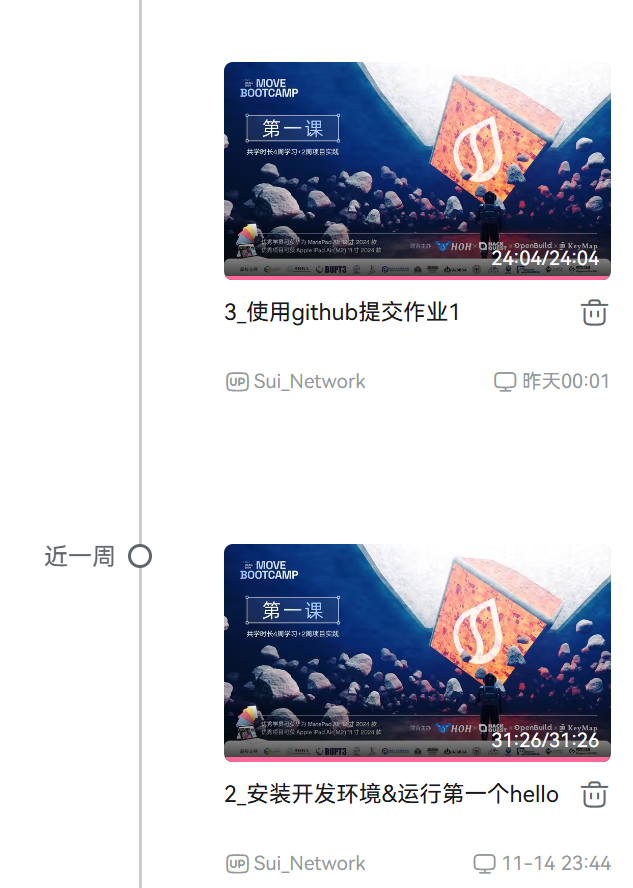 MOVE
BOOTCAMP
第一课
共学时长4周学习+2周项目实践
HOH
OpenBuild
KeyMap
BUPT3
24:04/24:04
3_使用github提交作业1
UP Sui_Network
昨天00:01
近一周
MOVE
BOOTCAMP
第一课
共学时长4周学习+2周项目实践
HOH
OpenBuild
KeyMap
BUPT3
31:26/31:26
2_安装开发环境&运行第一个hello
UP Sui_Network
11-14 23:44